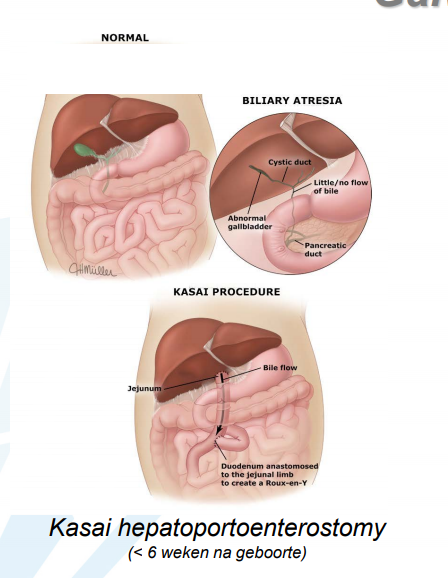 NORMAL
BILIARY ATRESIA
Cystic duct
Little/no flow
of bile
Abnormal
gallbladder
Pancreatic
duct
CHMüller
KASAI PROCEDURE
Bile flow
Jejunum
Duodenum anastomosed
to the jejunal limb
to create a Roux-en-Y
Kasai hepatoportoenterostomy
(< 6 weken na geboorte)